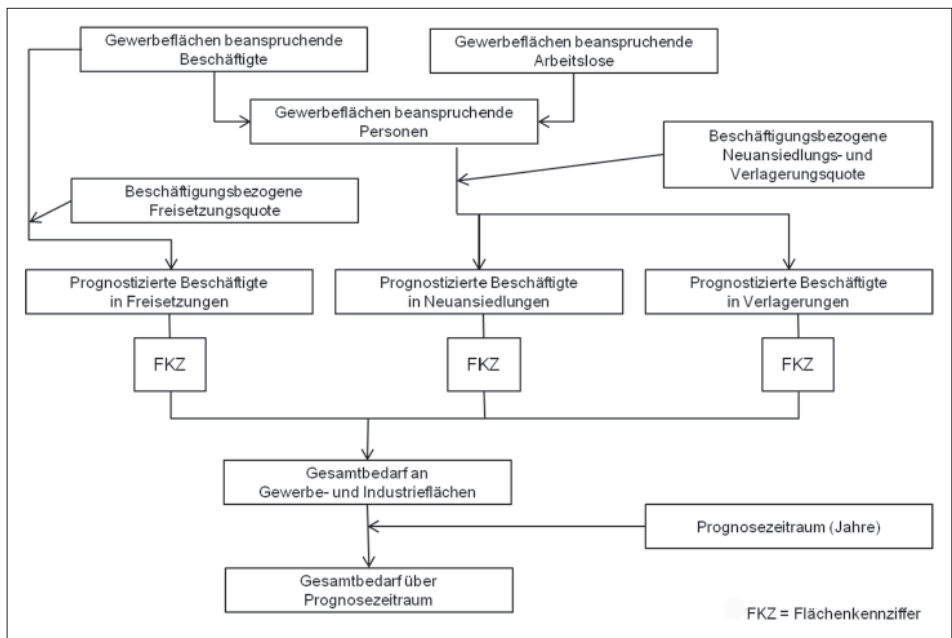 Gewerbeflächen beanspruchende
Beschäftigte
Gewerbeflächen beanspruchende
Arbeitslose
Gewerbeflächen beanspruchende
Personen
Beschäftigungsbezogene
Neuansiedlungs- und
Verlagerungsquote
Beschäftigungsbezogene
Freisetzungsquote
Prognostizierte Beschäftigte
in Freisetzungen
Prognostizierte Beschäftigte
in Neuansiedlungen
Prognostizierte Beschäftigte
in Verlagerungen
FKZ
FKZ
FKZ
Gesamtbedarf an
Gewerbe- und Industrieflächen
Prognosezeitraum (Jahre)
Gesamtbedarf über
Prognosezeitraum
FKZ = Flächenkennziffer